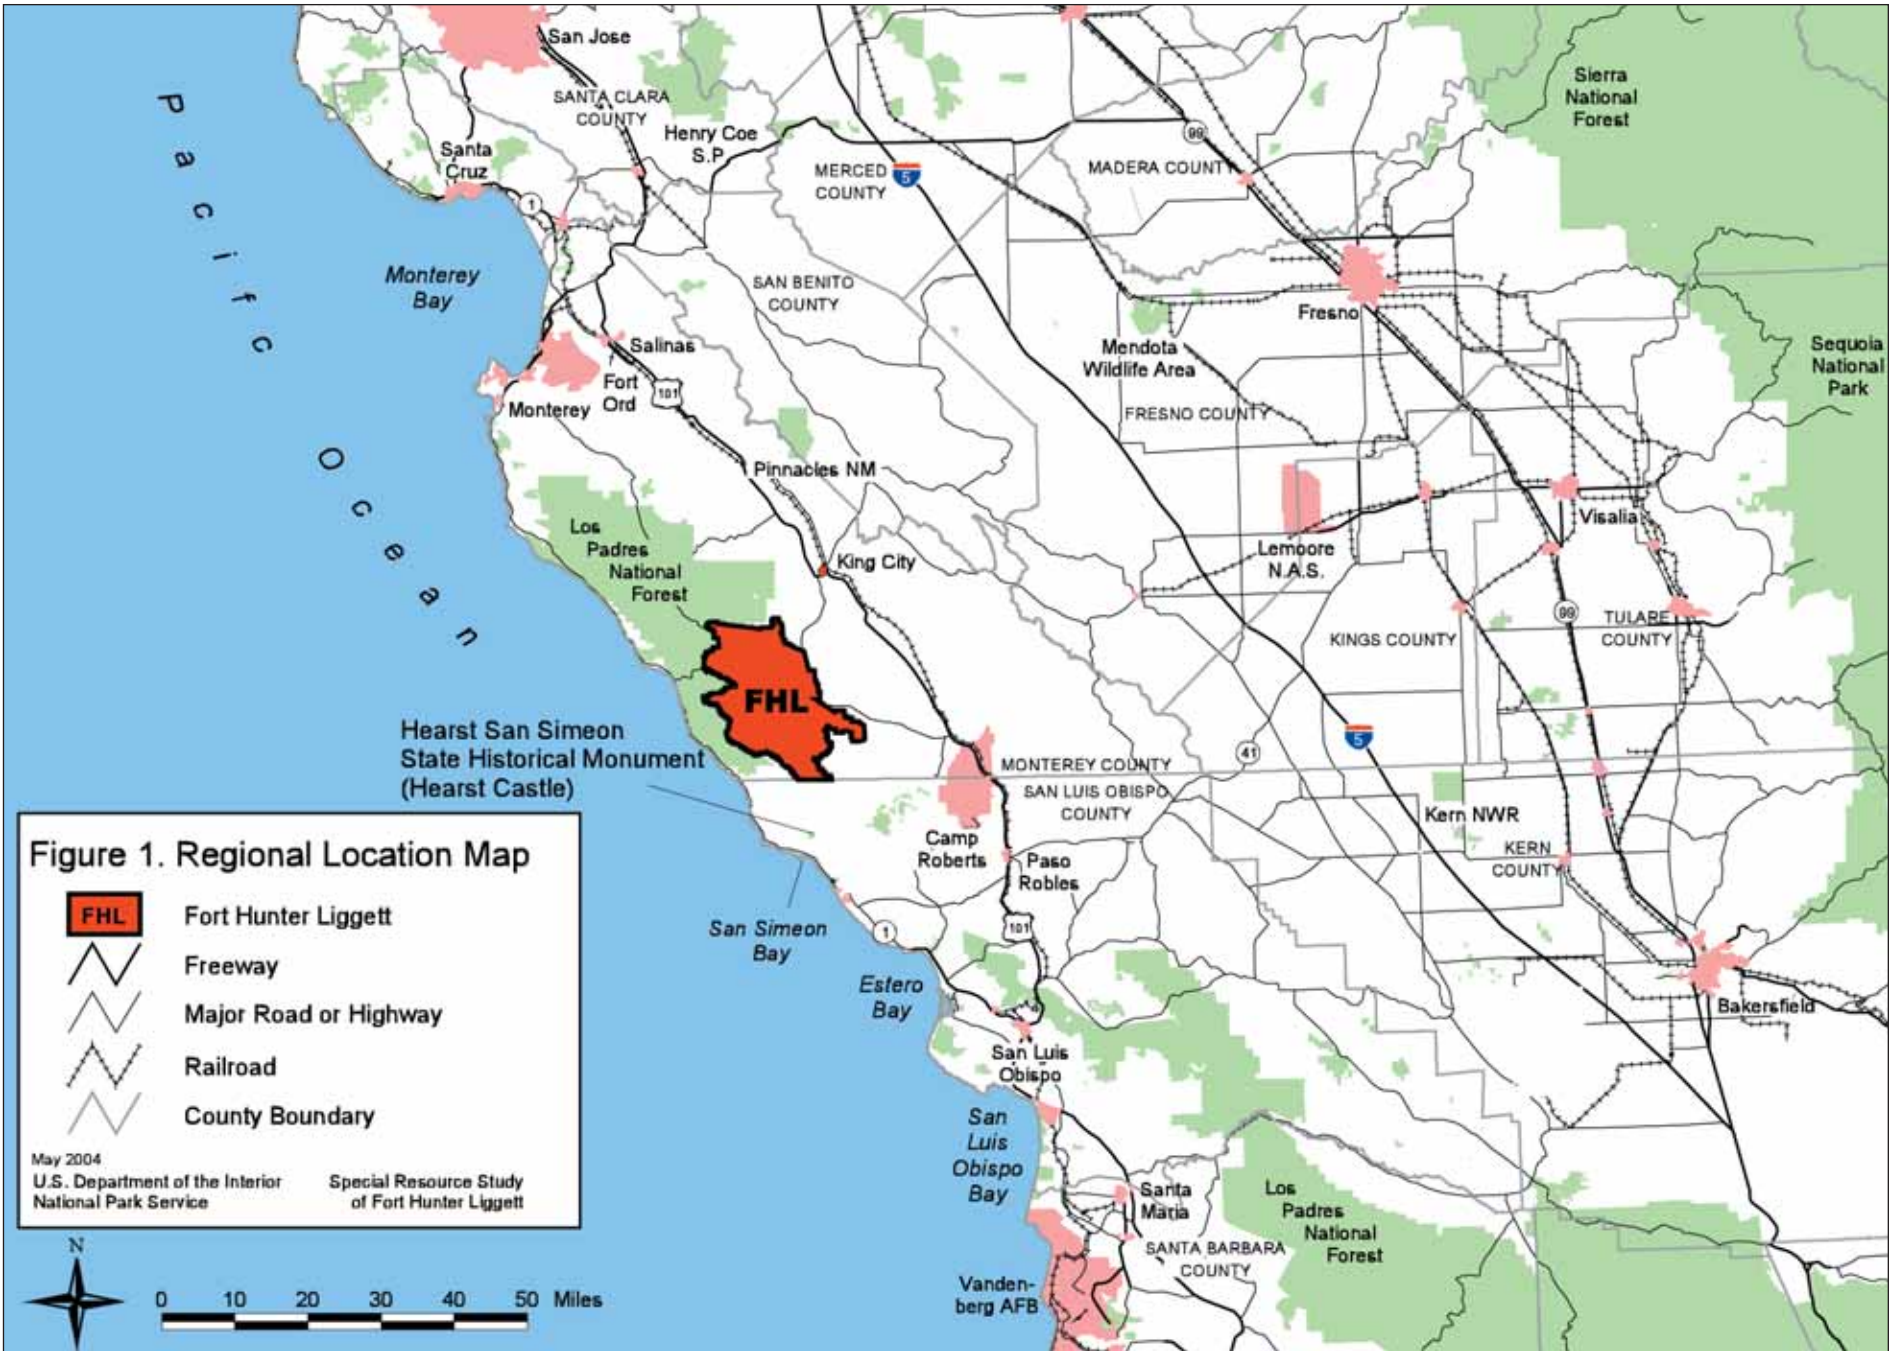 San Jose
SANTA CLARA
COUNTY
Henry Coe
S.P
Santa
Cruz
1
Pacific Ocean
Monterey
Bay
MERCED
COUNTY
5
MADERA COUNTY
99
Sierra
National
Forest
SAN BENITO
COUNTY
Fresno
Mendota
Wildlife Area
FRESNO COUNTY
Sequoia
National
Park
Salinas
Fort
Ord
101
Monterey
Pinnacles NM
Los
Padres
National
Forest
King City
Lemoore
N.A.S.
Visalia
99
TULARE
COUNTY
KINGS COUNTY
FHL
Hearst San Simeon
State Historical Monument
(Hearst Castle)
MONTEREY COUNTY
SAN LUIS OBISPO
COUNTY
41
5
Camp
Roberts
Paso
Robles
Kern NWR
KERN
COUNTY
101
1
San Simeon
Bay
Estero
Bay
San Luis
Obispo
Bakersfield
San
Luis
Obispo
Bay
Santa
Maria
SANTA BARBARA
COUNTY
Los
Padres
National
Forest
Vanden-
berg AFB
Figure 1. Regional Location Map
FHL Fort Hunter Liggett
Freeway
Major Road or Highway
Railroad
County Boundary
May 2004
U.S. Department of the Interior
National Park Service
Special Resource Study
of Fort Hunter Liggett
N
0 10 20 30 40 50 Miles